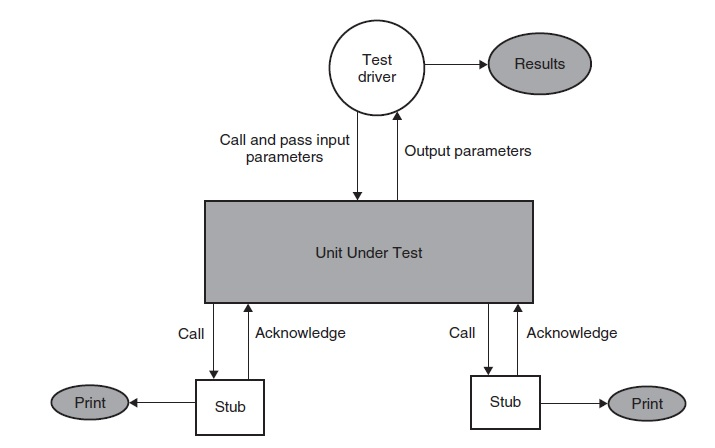 Test
driver
Results
Call and pass input
parameters
Output parameters
Unit Under Test
Call
Acknowledge
Call
Acknowledge
Print
Stub
Stub
Print